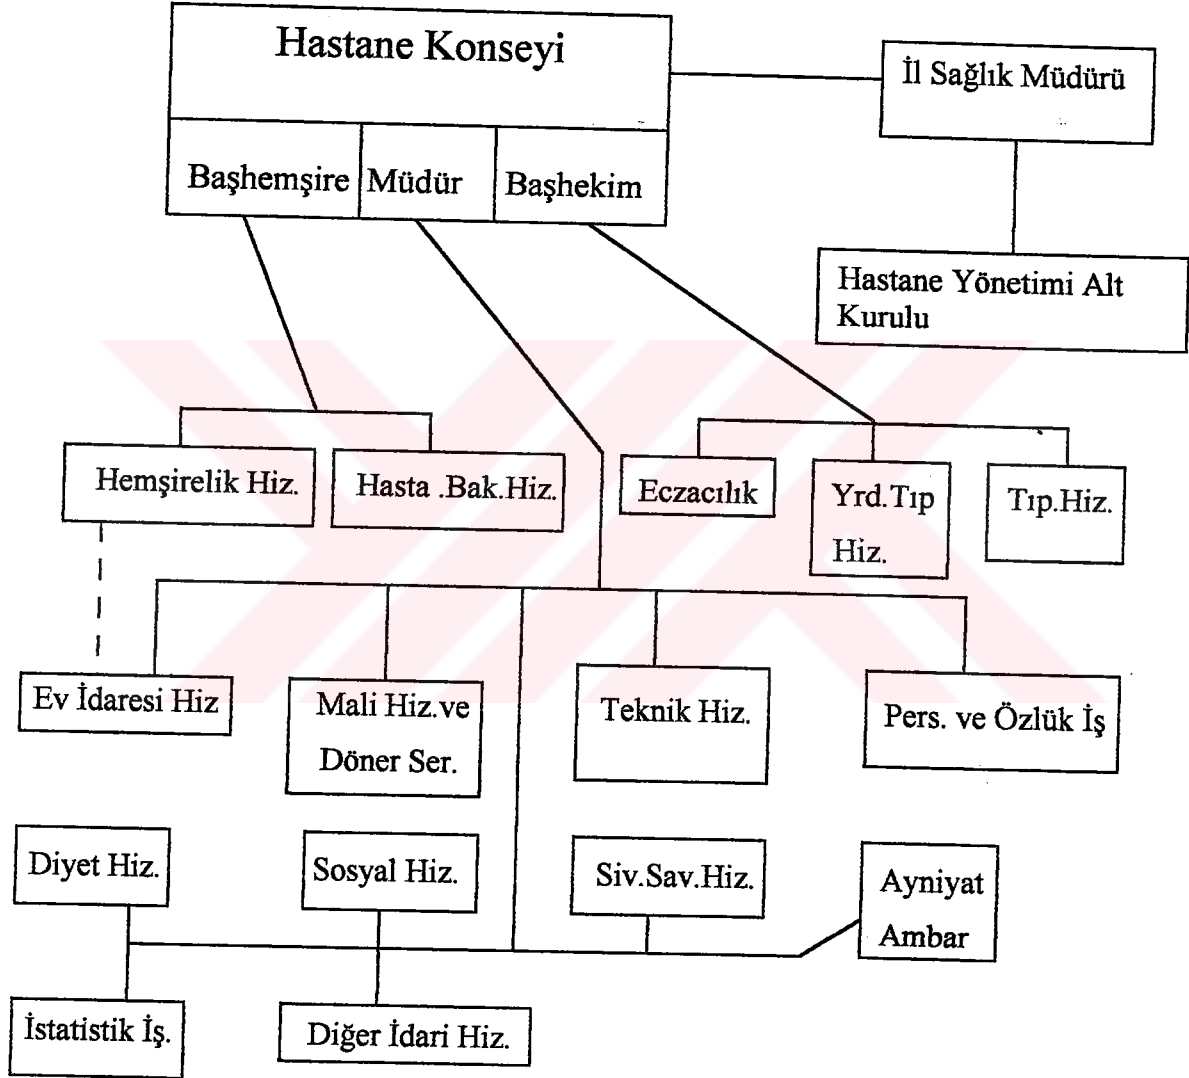 Hastane Konseyi
İl Sağlık Müdürü
Başhemşire
Müdür
Başhekim
Hastane Yönetimi Alt
Kurulu
Hemşirelik Hiz.
Hasta .Bak.Hiz.
Eczacılık
Yrd.Tıp
Hiz.
Tıp.Hiz.
Ev İdaresi Hiz
Mali Hiz.ve
Döner Ser.
Teknik Hiz.
Pers. ve Özlük İş
Diyet Hiz.
Sosyal Hiz.
Siv.Sav.Hiz.
Ayniyat
Ambar
İstatistik İş.
Diğer İdari Hiz.